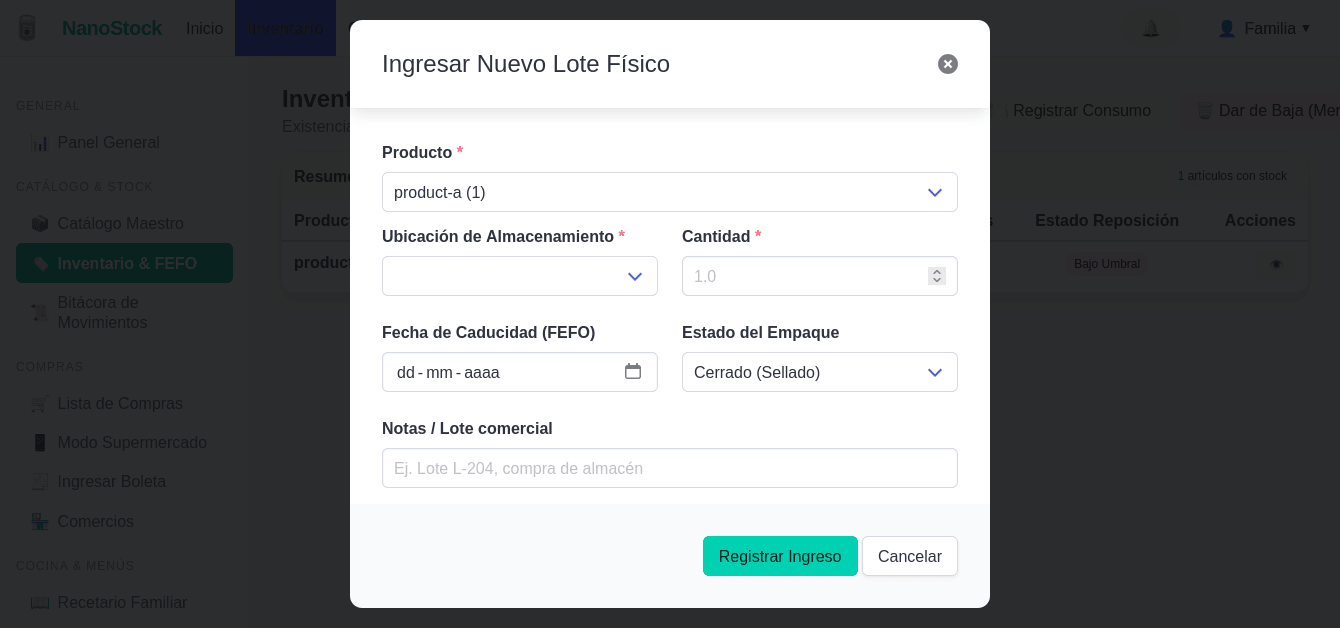 NanoStock
Inicio
Inventario
Familia ▾
GENERAL
Panel General
CATÁLOGO & STOCK
Catálogo Maestro
Inventario & FEFO
Bitácora de
Movimientos
COMPRAS
Lista de Compras
Modo Supermercado
Ingresar Boleta
Comercios
COCINA & MENÚS
Recetario Familiar
Registrar Consumo
1 artículos con stock
Estado Reposición
Acciones
Bajo Umbral
Ingresar Nuevo Lote Físico
Producto *
product-a (1)
Ubicación de Almacenamiento *
Cantidad *
1.0
Fecha de Caducidad (FEFO)
Estado del Empaque
dd-mm-aaaa
Cerrado (Sellado)
Notas / Lote comercial
Ej. Lote L-204, compra de almacén
Registrar Ingreso
Cancelar